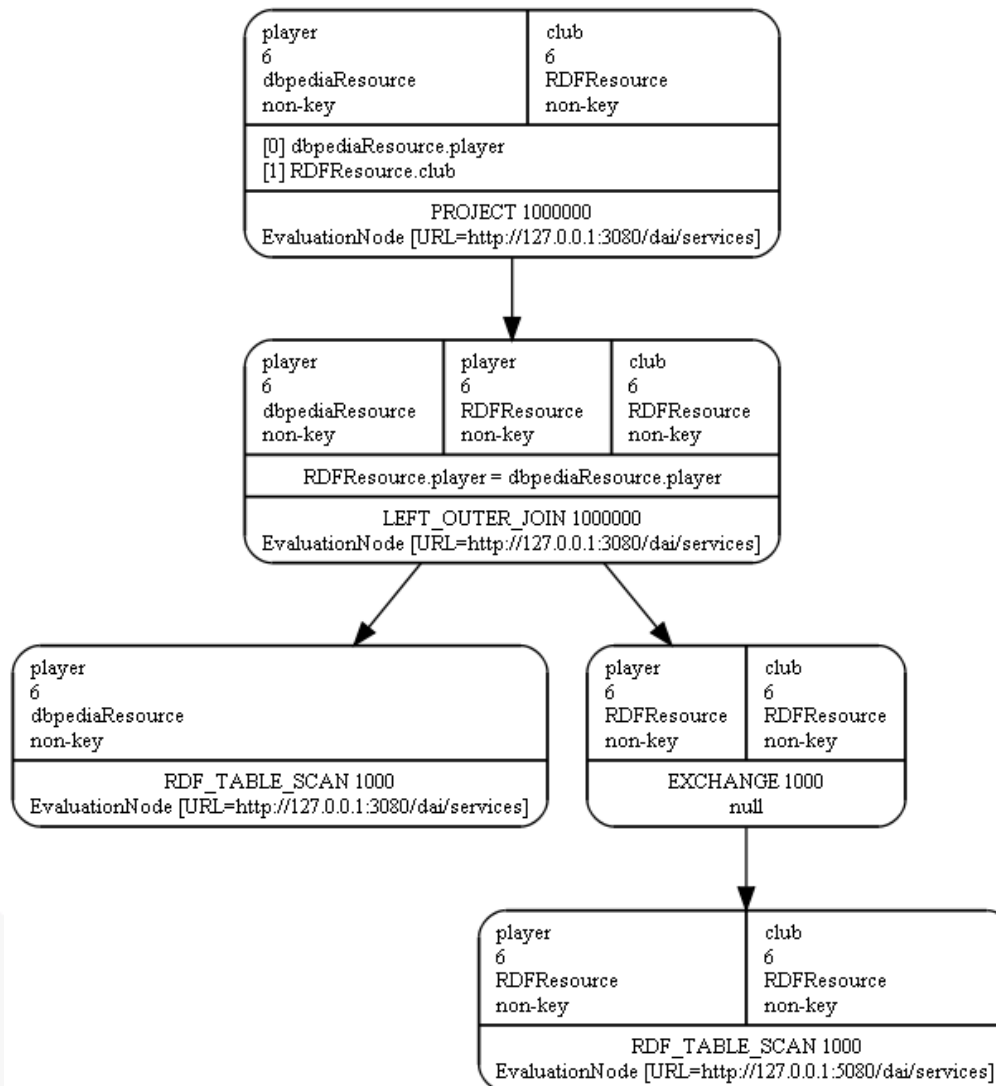 player
6
dbpediaResource
non-key
club
6
RDFResource
non-key
[0] dbpediaResource.player
[1] RDFResource.club
PROJECT 1000000
EvaluationNode [URL=http://127.0.0.1:3080/dai/services]
player
6
dbpediaResource
non-key
player
6
RDFResource
non-key
club
6
RDFResource
non-key
RDFResource.player = dbpediaResource.player
LEFT_OUTER_JOIN 1000000
EvaluationNode [URL=http://127.0.0.1:3080/dai/services]
player
6
dbpediaResource
non-key
RDF_TABLE_SCAN 1000
EvaluationNode [URL=http://127.0.0.1:3080/dai/services]
player
6
RDFResource
non-key
club
6
RDFResource
non-key
EXCHANGE 1000
null
player
6
RDFResource
non-key
club
6
RDFResource
non-key
RDF_TABLE_SCAN 1000
EvaluationNode [URL=http://127.0.0.1:5080/dai/services]